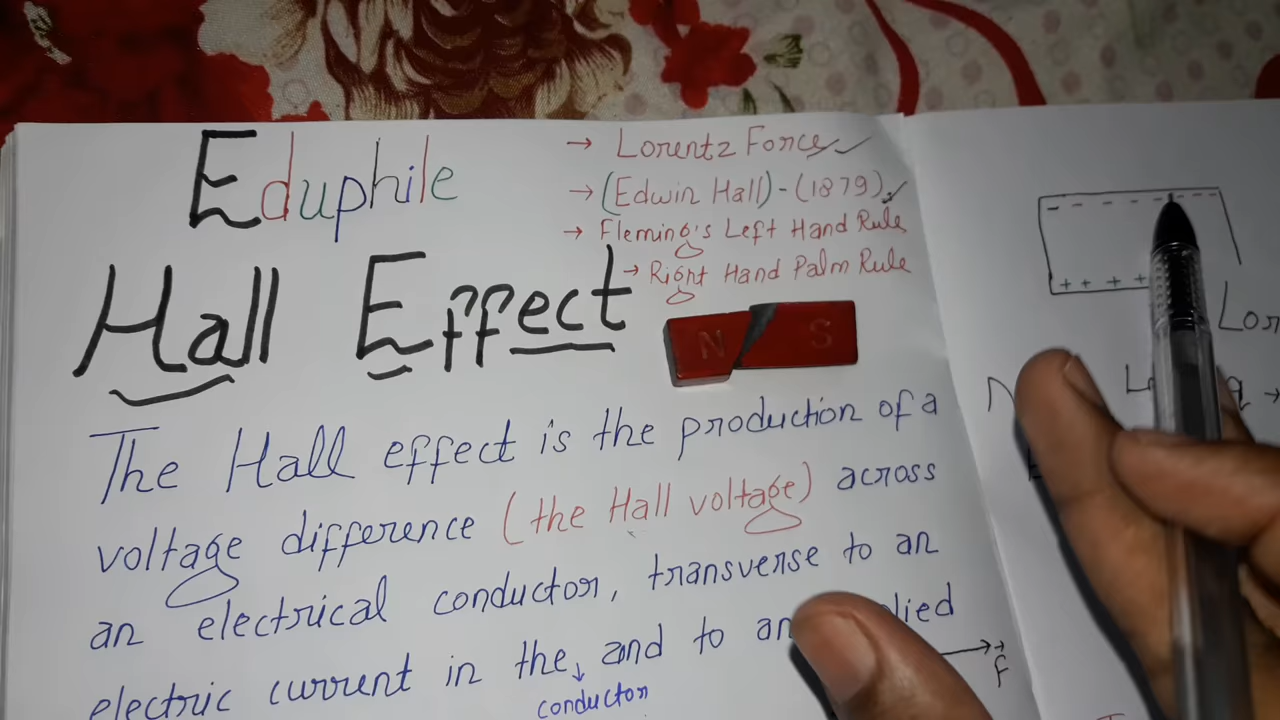 Eduphile
→ Lorentz Force
→ (Edwin Hall) - (1879)
→ Fleming's Left Hand Rule
→ Right Hand Palm Rule
Hall Effect
N S
The Hall effect is the production of a
voltage difference (the Hall voltage) across
an electrical conductor, transverse to an
electric current in the, and to an
conductor
- - - - - - -
+ + + +
F